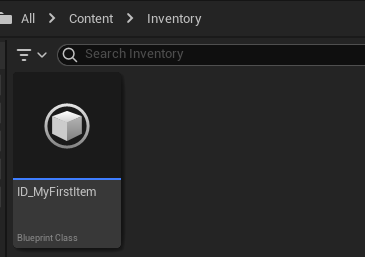 All > Content > Inventory
Search Inventory
ID_MyFirstItem
Blueprint Class